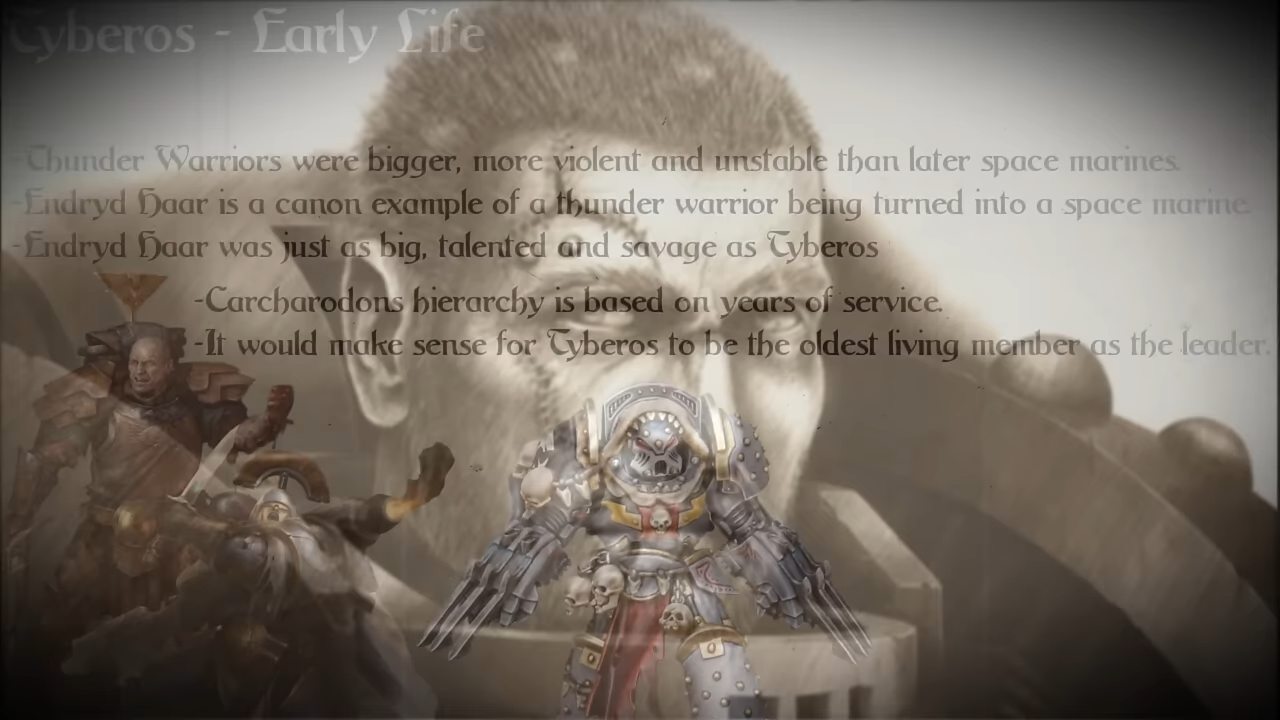 Tyberos - Early Life
-Thunder Warriors were bigger, more violent and unstable than later space marines.
-Endryd Haar is a canon example of a thunder warrior being turned into a space marine.
-Endryd Haar was just as big, talented and savage as Tyberos
-Carcharodons hierarchy is based on years of service.
-It would make sense for Tyberos to be the oldest living member as the leader.